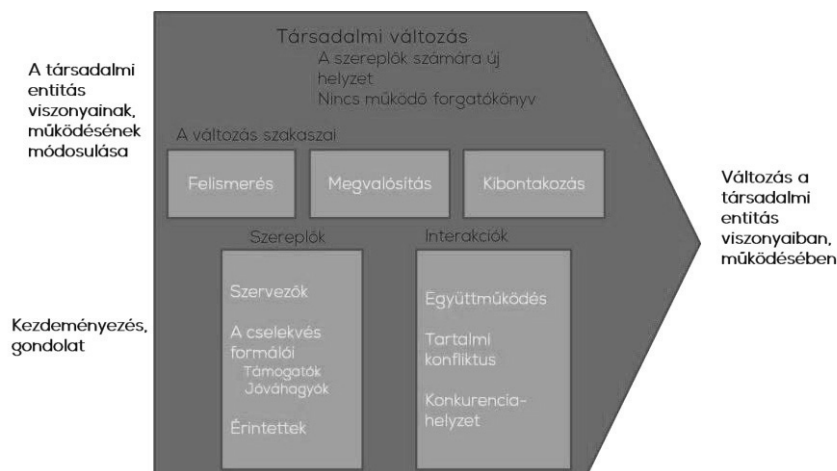 A társadalmi
entitás
viszonyainak,
működésének
módosulása
Kezdeményezés,
gondolat
Társadalmi változás
A szereplők számára új
helyzet
Nincs működő forgatókönyv
A változás szakaszai
Felismerés
Megvalósítás
Kibontakozás
Szereplők
Szervezők
A cselekvés
formálói
Támogatók
Jóváhagyók
Érintettek
Interakciók
Együttműködés
Tartalmi
konfliktus
Konkurencia-
helyzet
Változás a
társadalmi
entitás
viszonyaiban,
működésében